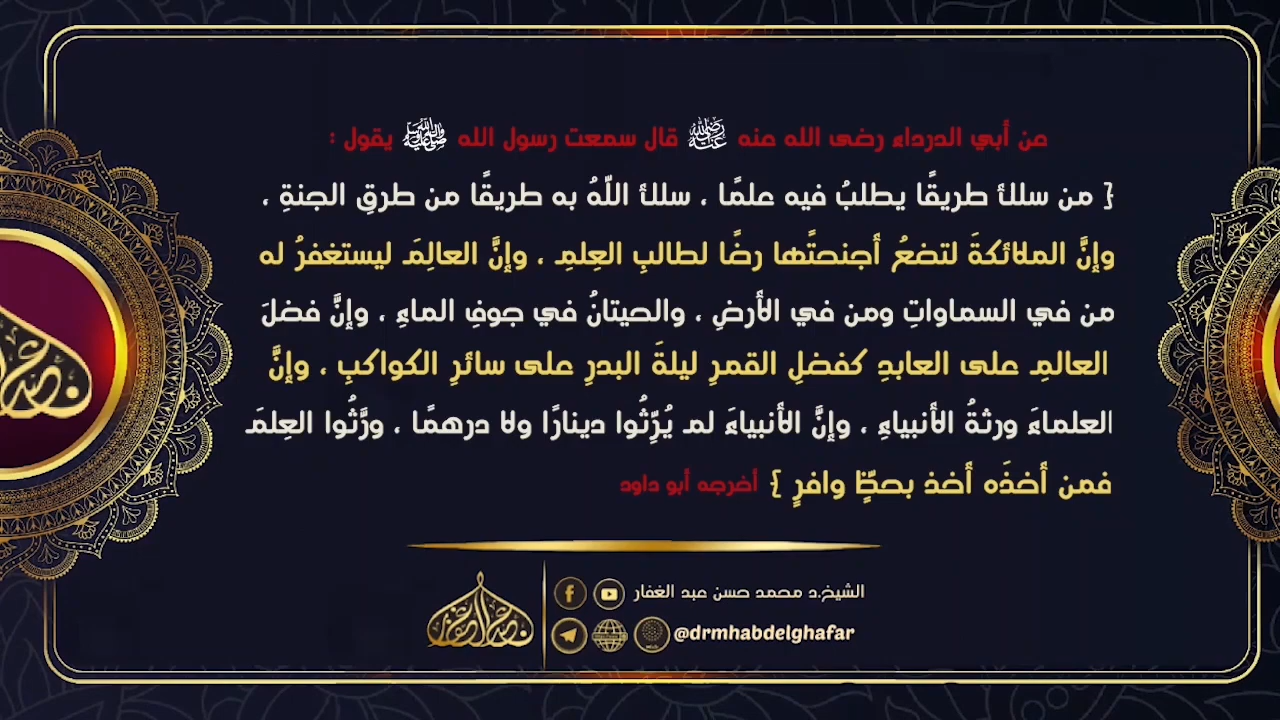 عن أبي الدرداء رضى الله عنه ﵁ قال سمعت رسول الله ﷺ يقول :
{ من سلك طريقًا يطلبُ فيه علمًا ، سلك اللّهُ به طريقًا من طرقِ الجنةِ ،
وإنَّ الملائكةَ لتضعُ أجنحتَها رضًا لطالبِ العِلمِ ، وإنَّ العالِمَ ليستغفرُ له
من في السماواتِ ومن في الأرضِ ، والحيتانُ في جوفِ الماءِ ، وإنَّ فضلَ
العالمِ على العابدِ كفضلِ القمرِ ليلةَ البدرِ على سائرِ الكواكبِ ، وإنَّ
العلماءَ ورثةُ الأنبياءِ ، وإنَّ الأنبياءَ لم يُرِّثُوا دينارًا ولا درهمًا ، ورَّثُوا العِلمَ
فمن أخذَه أخذ بحظٍّ وافرٍ } أخرجه أبو داود
الشيخ.د محمد حسن عبد الغفار
@drmhabdelghafar